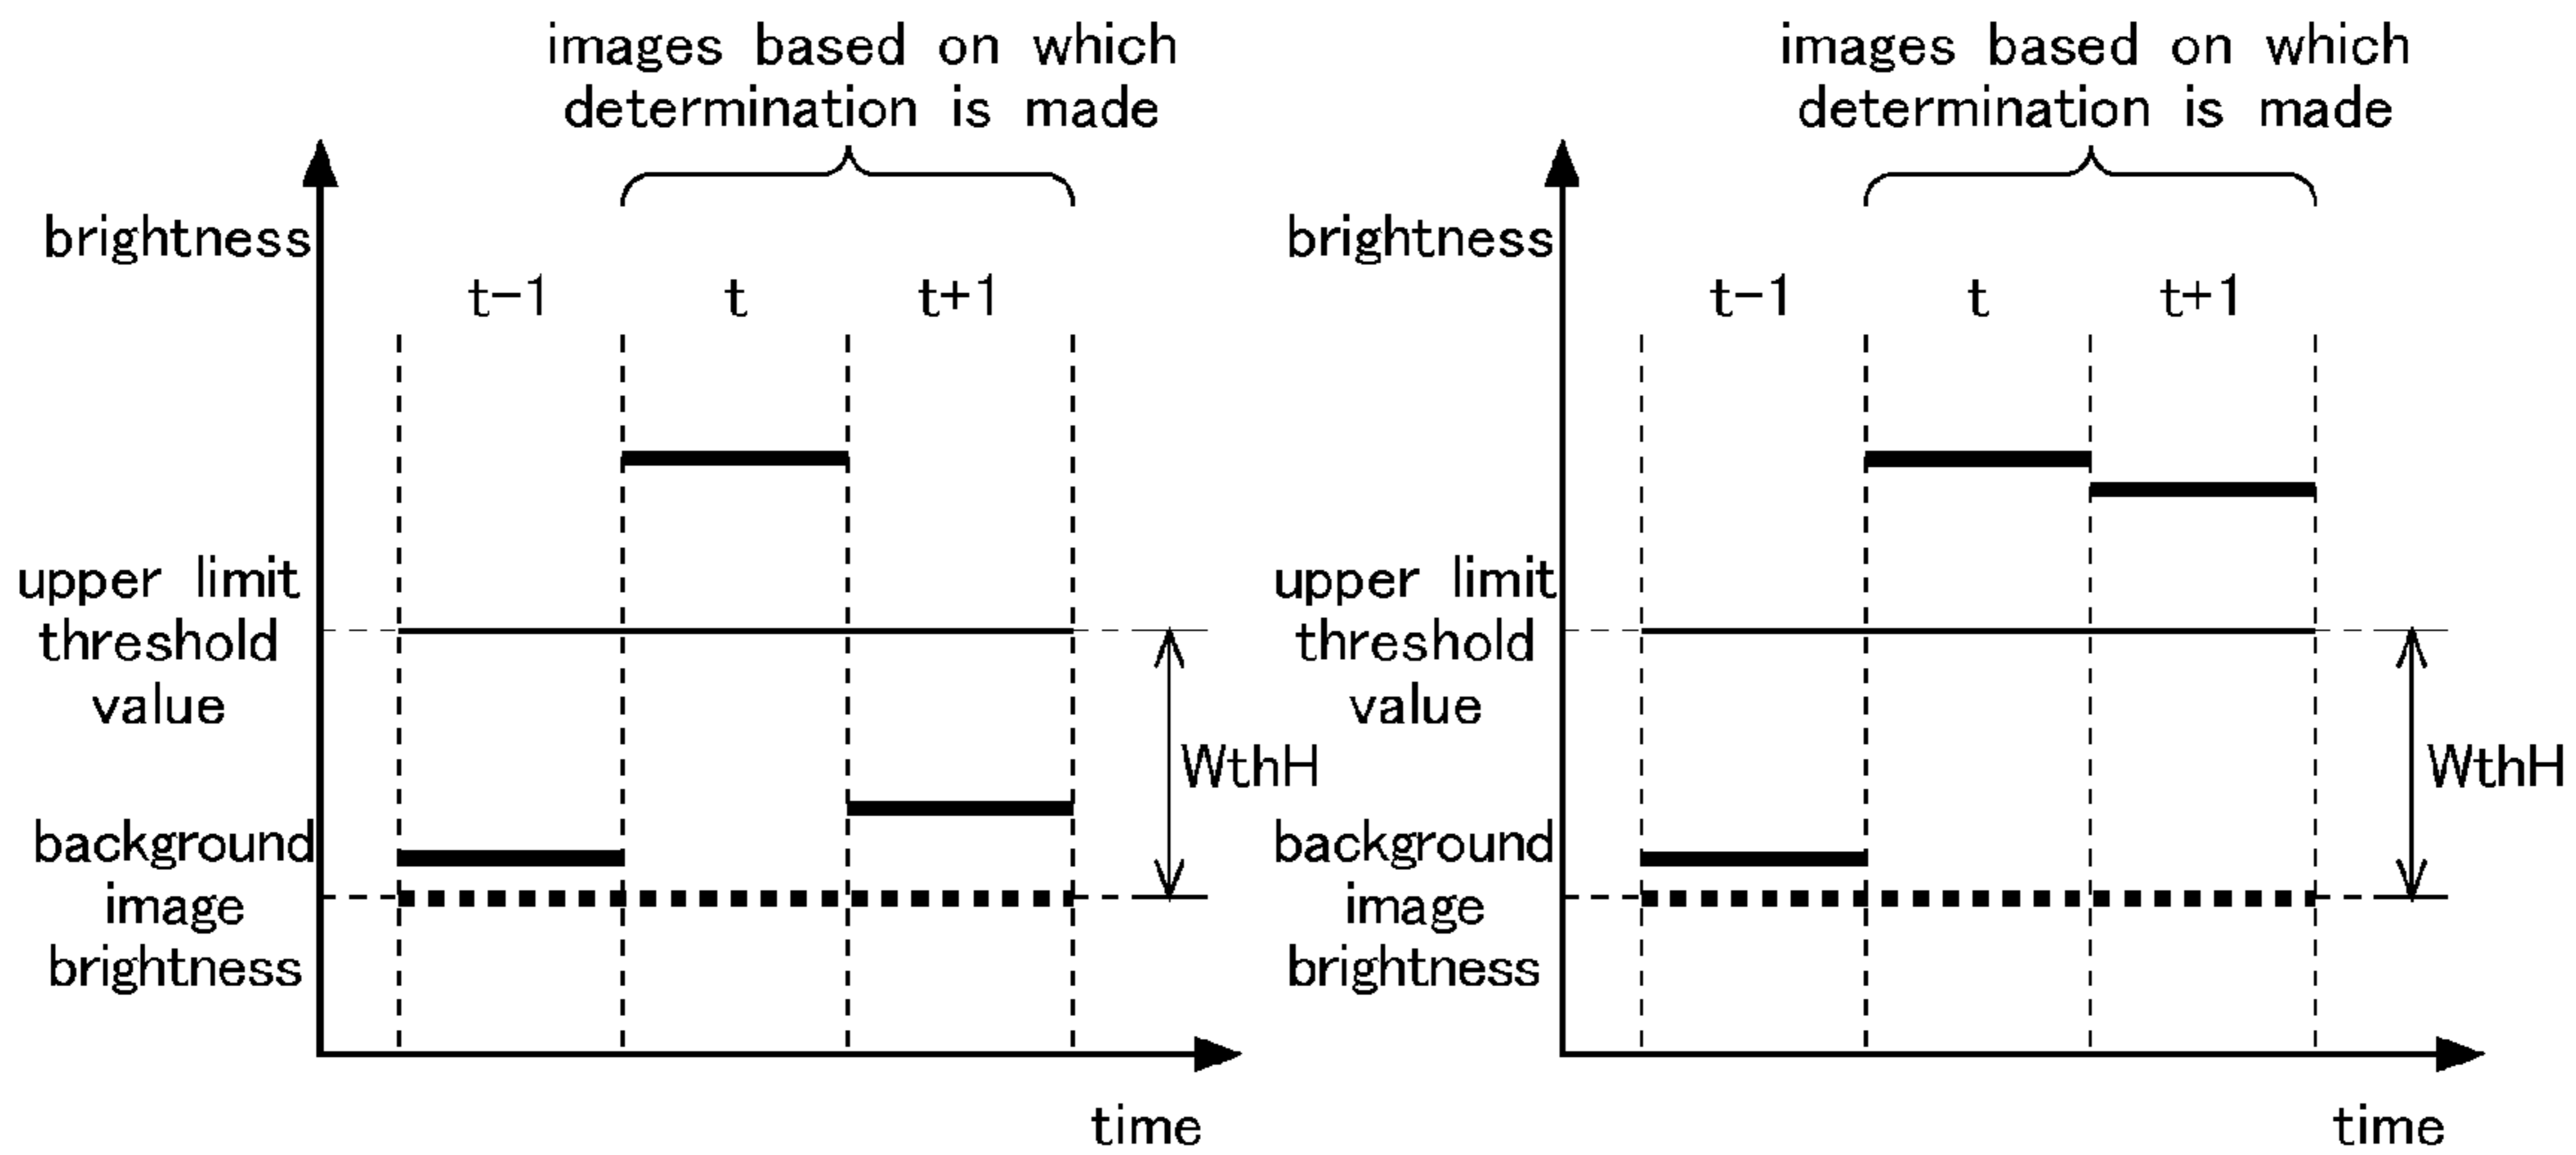 images based on which
determination is made
brightness
t-1
t
t+1
upper limit
threshold
value
WthH
background
image
brightness
time
images based on which
determination is made
brightness
t-1
t
t+1
upper limit
threshold
value
WthH
background
image
brightness
time